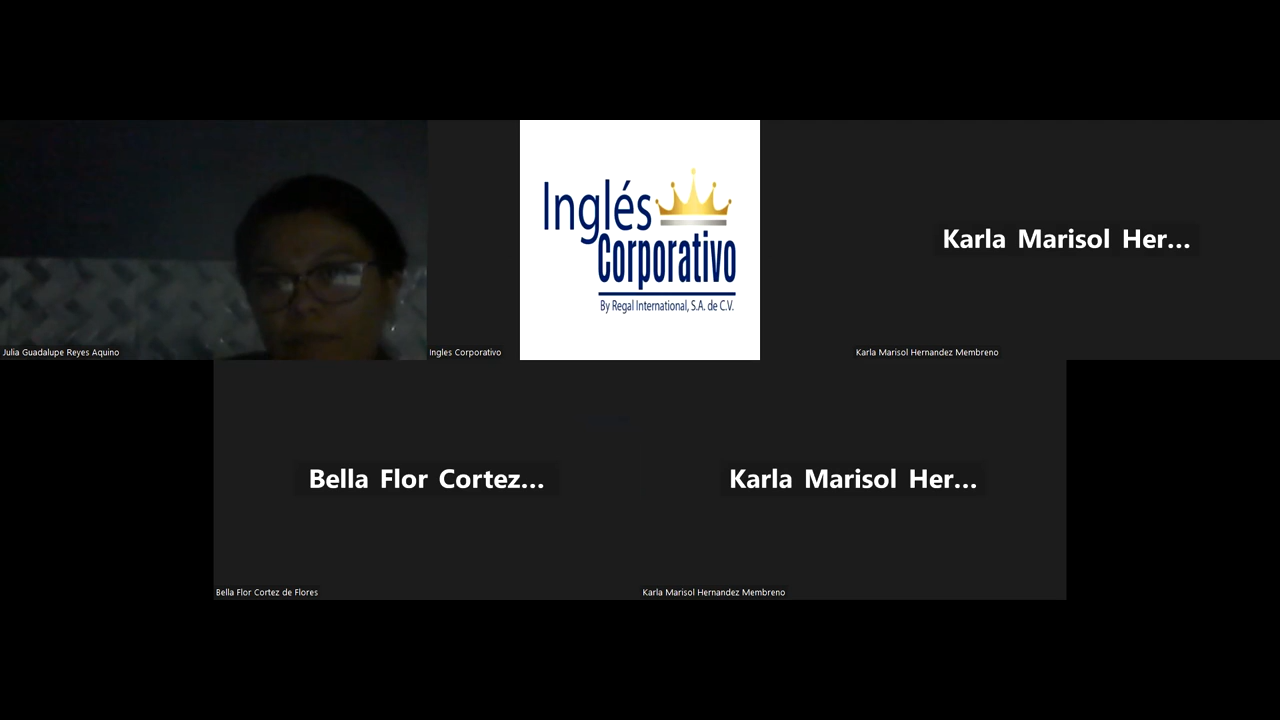 Inglés
Corporativo
By Regal International, S.A. de C.V.
Karla Marisol Her...
Julia Guadalupe Reyes Aquino
Ingles Corporativo
Karla Marisol Hernandez Membreno
Bella Flor Cortez...
Karla Marisol Her...
Bella Flor Cortez de Flores
Karla Marisol Hernandez Membreno